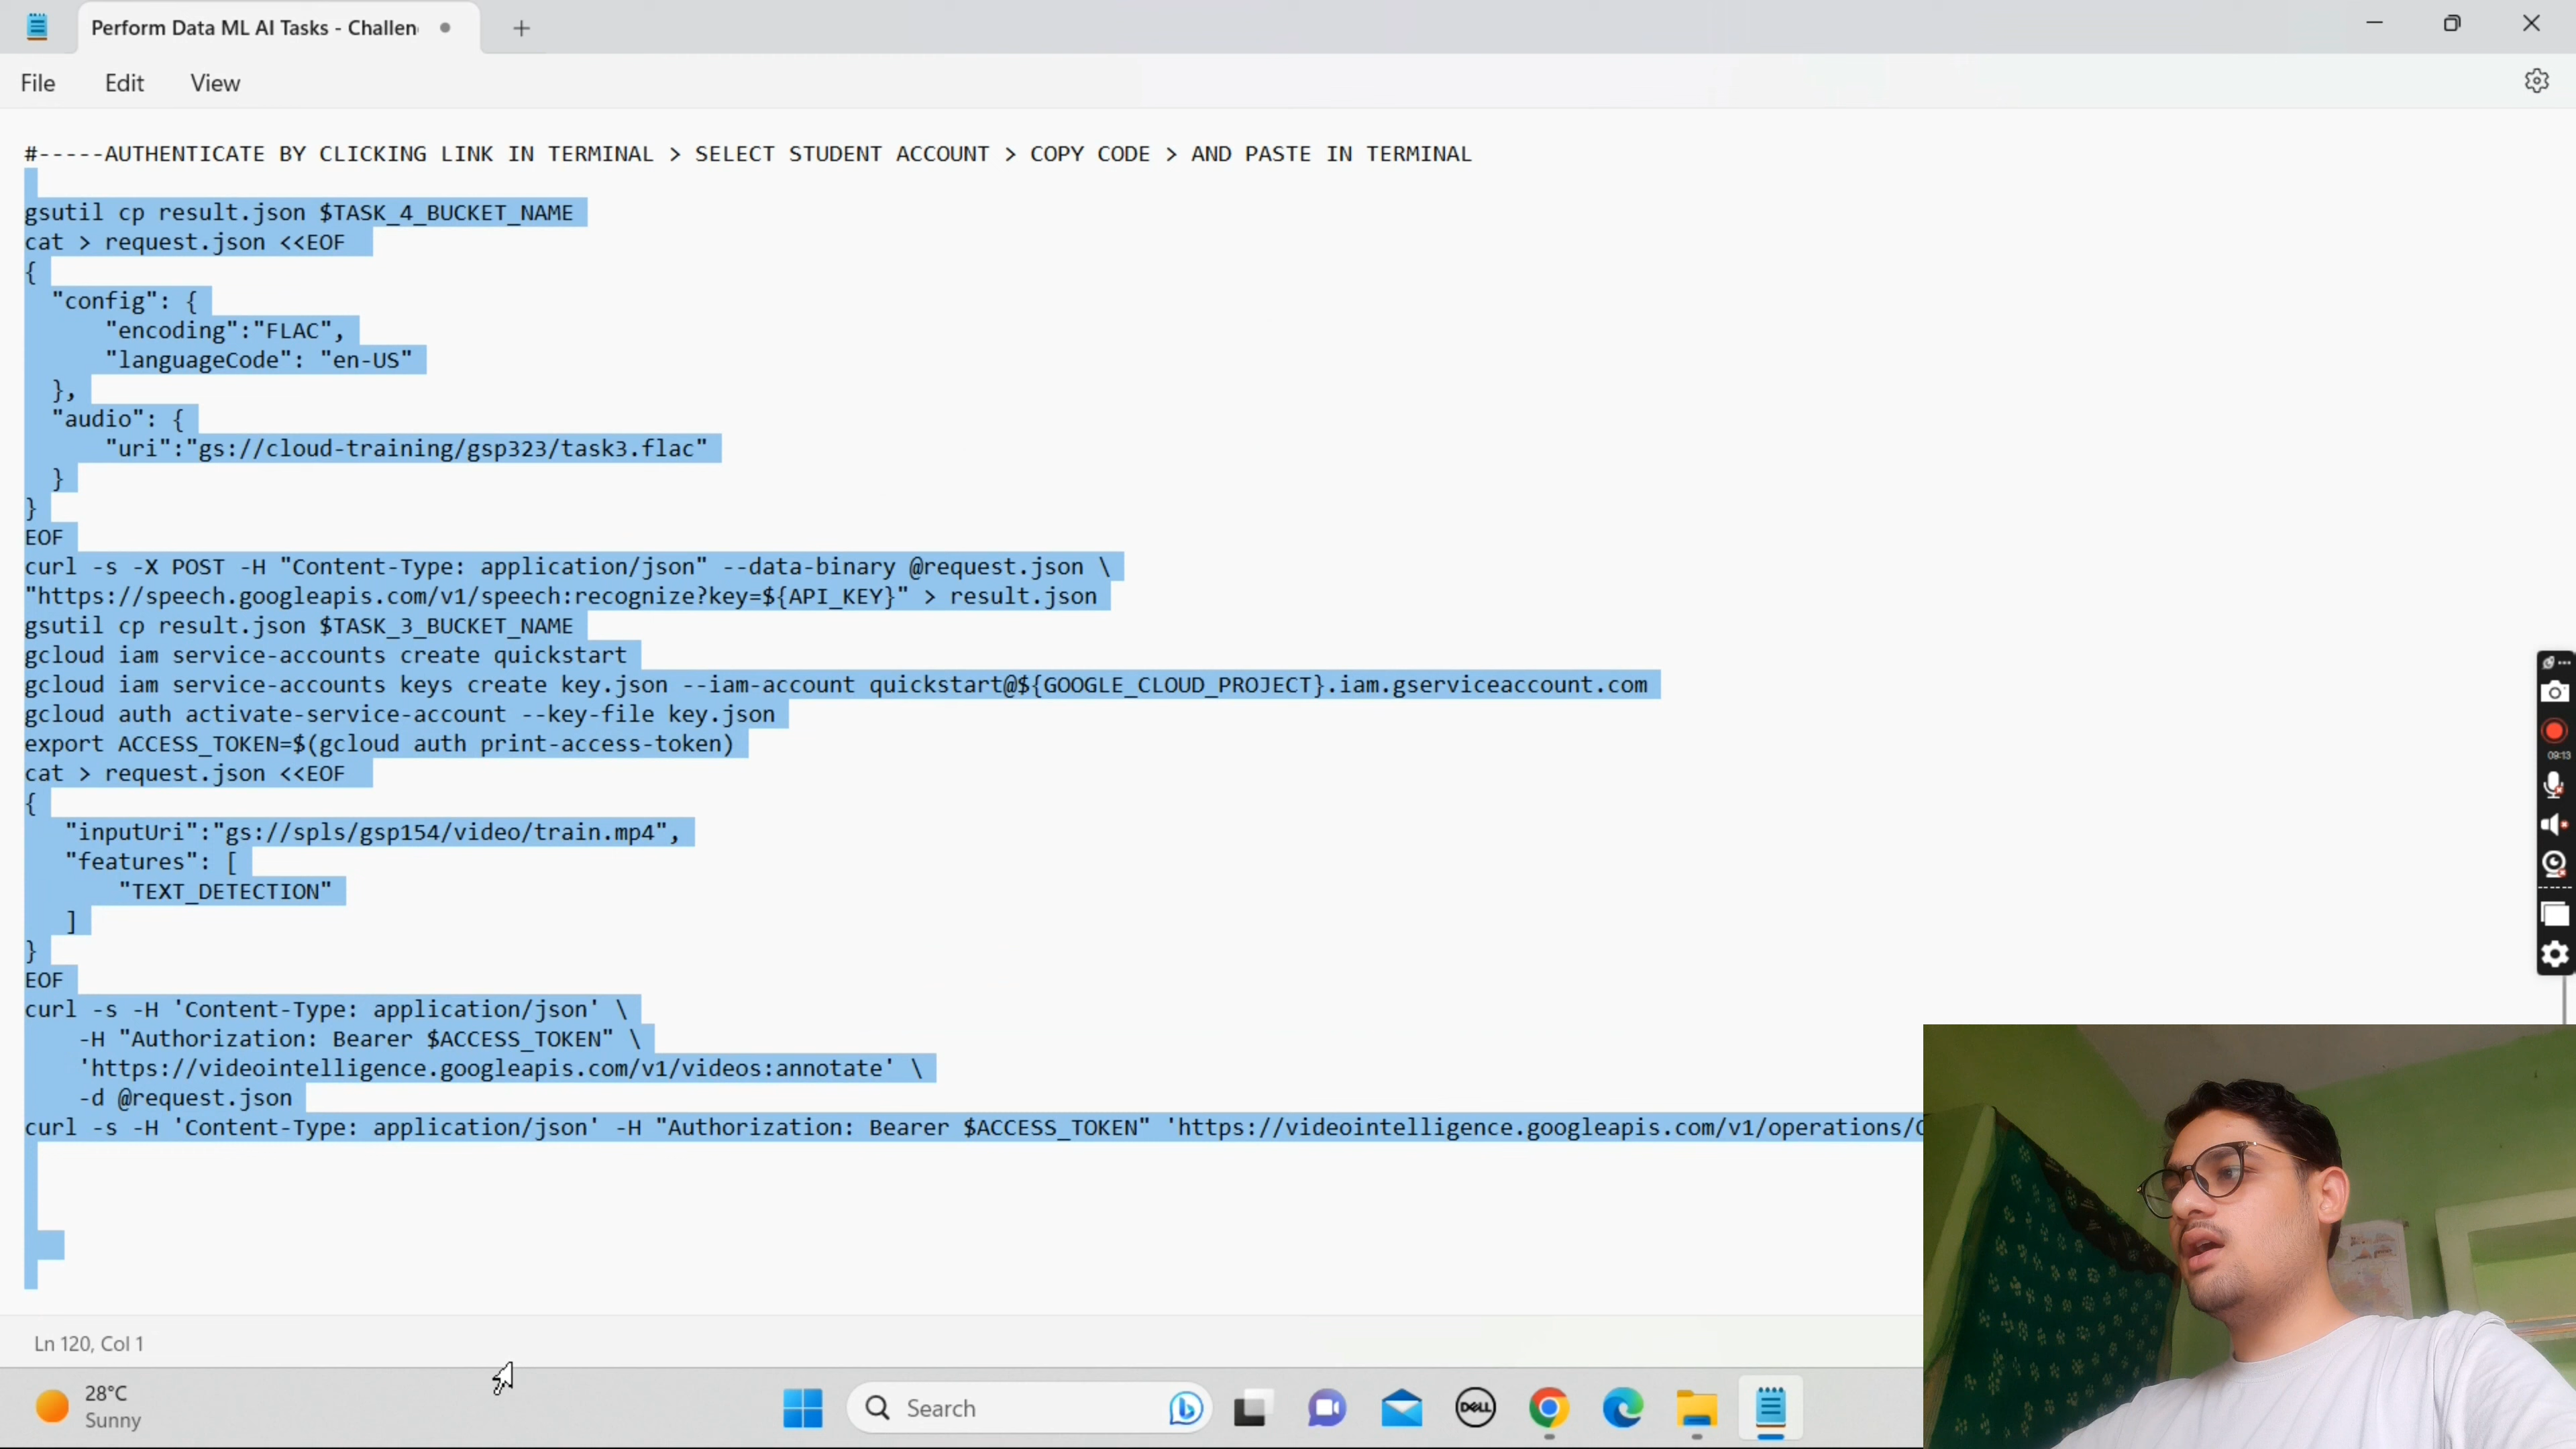 Perform Data ML AI Tasks - Challen
File Edit View
#-----AUTHENTICATE BY CLICKING LINK IN TERMINAL > SELECT STUDENT ACCOUNT > COPY CODE > AND PASTE IN TERMINAL
gsutil cp result.json $TASK_4_BUCKET_NAME
cat > request.json <<EOF
{
"config": {
"encoding":"FLAC",
"languageCode": "en-US"
},
"audio": {
"uri":"gs://cloud-training/gsp323/task3.flac"
}
}
EOF
curl -s -X POST -H "Content-Type: application/json" --data-binary @request.json \
"https://speech.googleapis.com/v1/speech:recognize?key=${API_KEY}" > result.json
gsutil cp result.json $TASK_3_BUCKET_NAME
gcloud iam service-accounts create quickstart
gcloud iam service-accounts keys create key.json --iam-account quickstart@${GOOGLE_CLOUD_PROJECT}.iam.gserviceaccount.com
gcloud auth activate-service-account --key-file key.json
export ACCESS_TOKEN=$(gcloud auth print-access-token)
cat > request.json <<EOF
{
"inputUri":"gs://spls/gsp154/video/train.mp4",
"features": [
"TEXT_DETECTION"
]
}
EOF
curl -s -H 'Content-Type: application/json' \
-H "Authorization: Bearer $ACCESS_TOKEN" \
'https://videointelligence.googleapis.com/v1/videos:annotate' \
-d @request.json
curl -s -H 'Content-Type: application/json' -H "Authorization: Bearer $ACCESS_TOKEN" 'https://videointelligence.googleapis.com/v1/operations/
09:13
Ln 120, Col 1
28°C
Sunny
Search
DELL